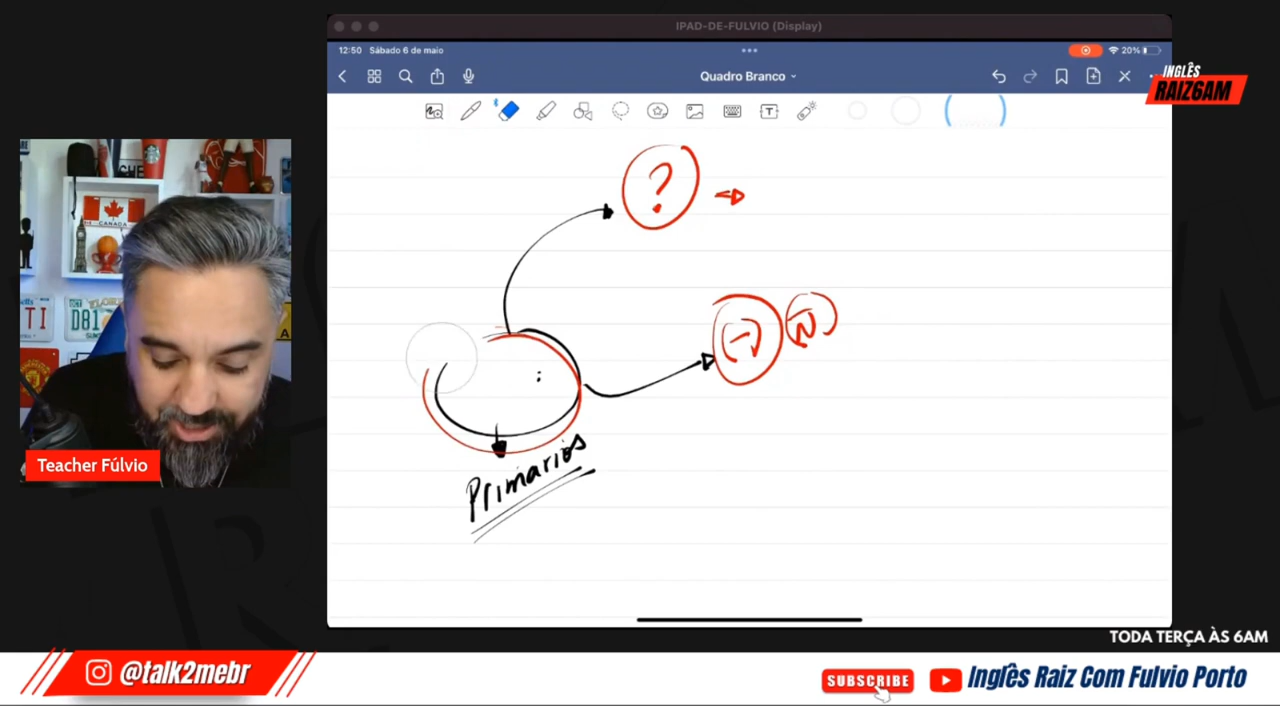 IPAD-DE-FULVIO (Display)
12:50 Sábado 6 de maio
20%
Quadro Branco
INGLÊS
RAIZ6AM
T
?
(-)
N
Primarios
CANADA
Teacher Fúlvio
TODA TERÇA ÀS 6AM
@talk2mebr
SUBSCRIBE
Inglês Raiz Com Fulvio Porto